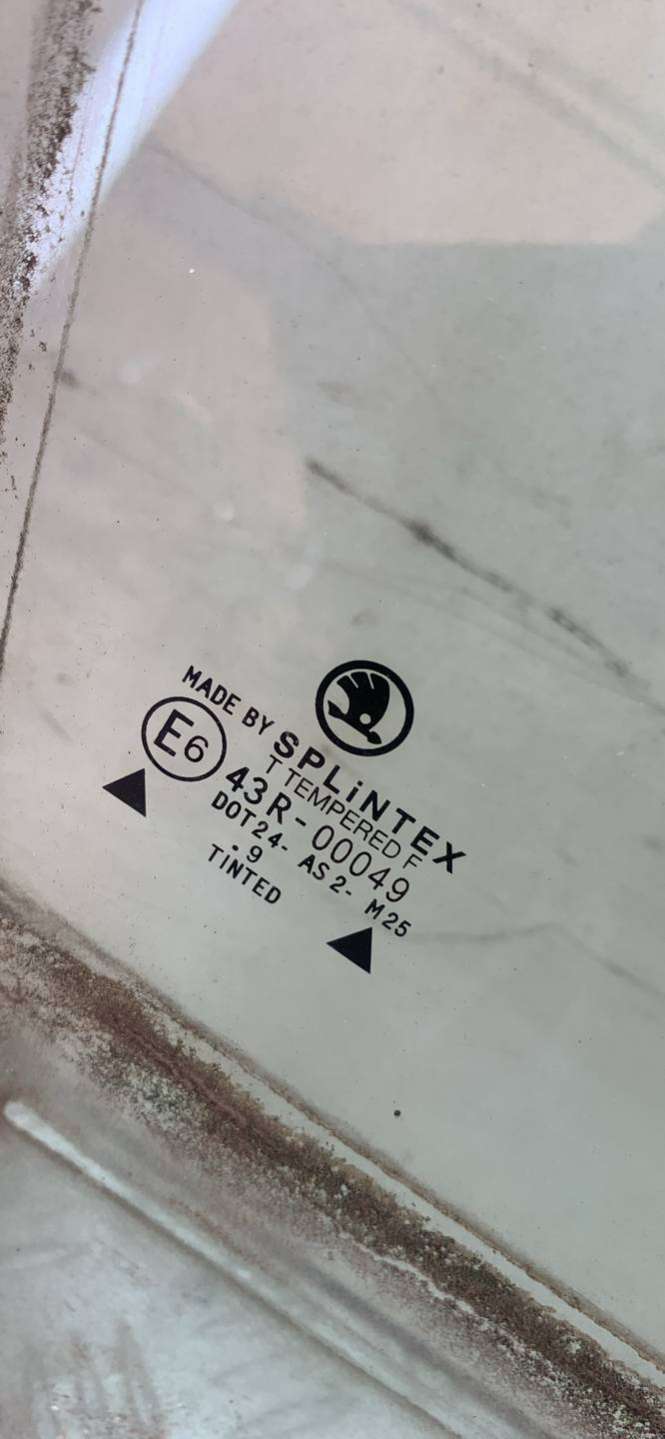 MADE BY SPLiNTEX
T TEMPERED F
E6 43R-00049
DOT24- AS2- M25
. 9
TINTED